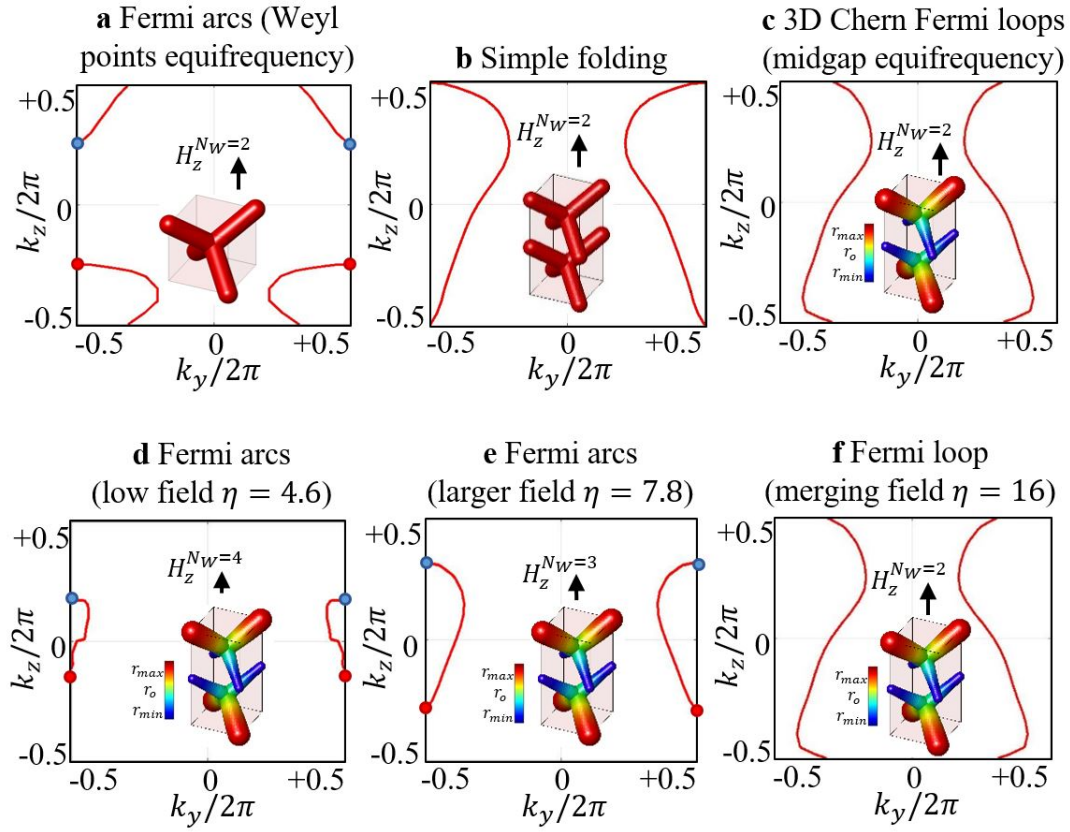 a Fermi arcs (Weyl
points equifrequency)
+0.5
k_z/2π
0
-0.5
H_z^{N_W=2}
-0.5 0 +0.5
k_y/2π
b Simple folding
+0.5
k_z/2π
0
-0.5
H_z^{N_W=2}
-0.5 0 +0.5
k_y/2π
c 3D Chern Fermi loops
(midgap equifrequency)
+0.5
k_z/2π
0
-0.5
H_z^{N_W=2}
r_max
r_o
r_min
-0.5 0 +0.5
k_y/2π
d Fermi arcs
(low field η = 4.6)
+0.5
k_z/2π
0
-0.5
H_z^{N_W=4}
r_max
r_o
r_min
-0.5 0 +0.5
k_y/2π
e Fermi arcs
(larger field η = 7.8)
+0.5
k_z/2π
0
-0.5
H_z^{N_W=3}
r_max
r_o
r_min
-0.5 0 +0.5
k_y/2π
f Fermi loop
(merging field η = 16)
+0.5
k_z/2π
0
-0.5
H_z^{N_W=2}
r_max
r_o
r_min
-0.5 0 +0.5
k_y/2π